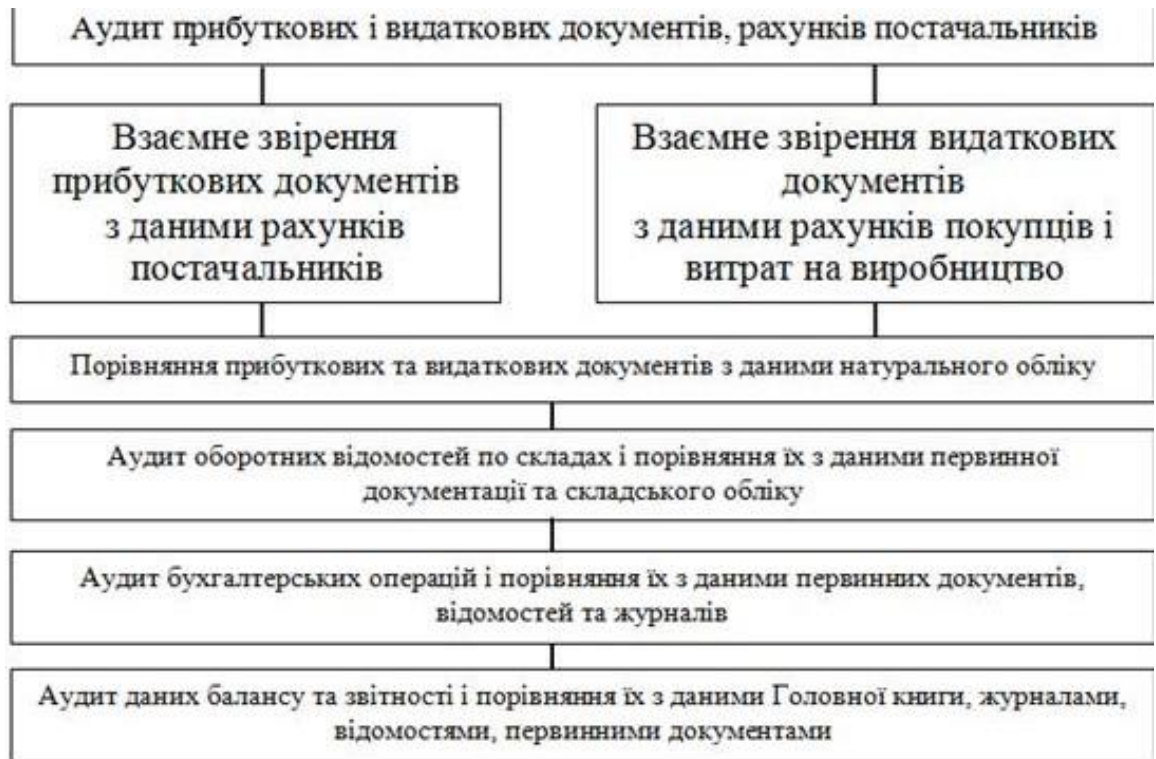 Аудит прибуткових і видаткових документів, рахунків постачальників
Взаємне звірення
прибуткових документів
з даними рахунків
постачальників
Взаємне звірення видаткових
документів
з даними рахунків покупців і
витрат на виробництво
Порівняння прибуткових та видаткових документів з даними натурального обліку
Аудит оборотних відомостей по складах і порівняння їх з даними первинної
документації та складського обліку
Аудит бухгалтерських операцій і порівняння їх з даними первинних документів,
відомостей та журналів
Аудит даних балансу та звітності і порівняння їх з даними Головної книги, журналами,
відомостями, первинними документами